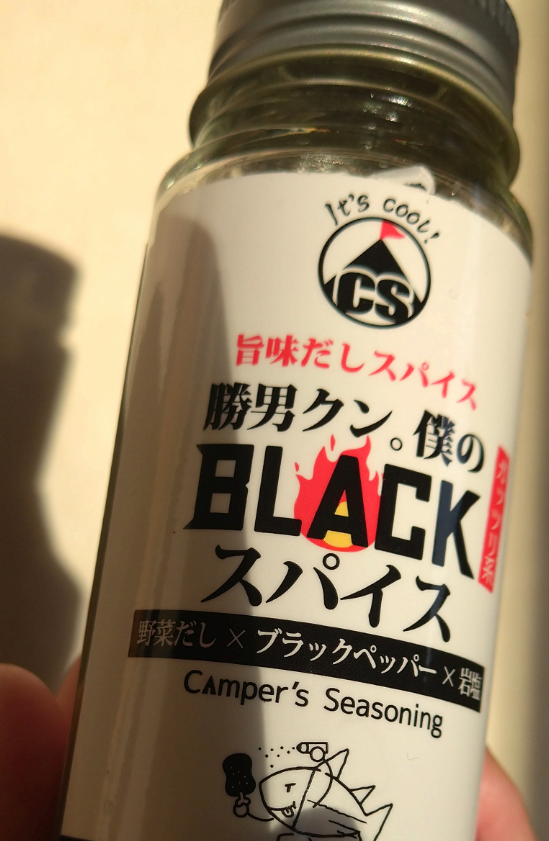 It's cool!
CS
旨味だしスパイス
勝男クン。僕の
BLACK
スパイス
野菜だし×ブラックペッパー×岩塩
Camper's Seasoning